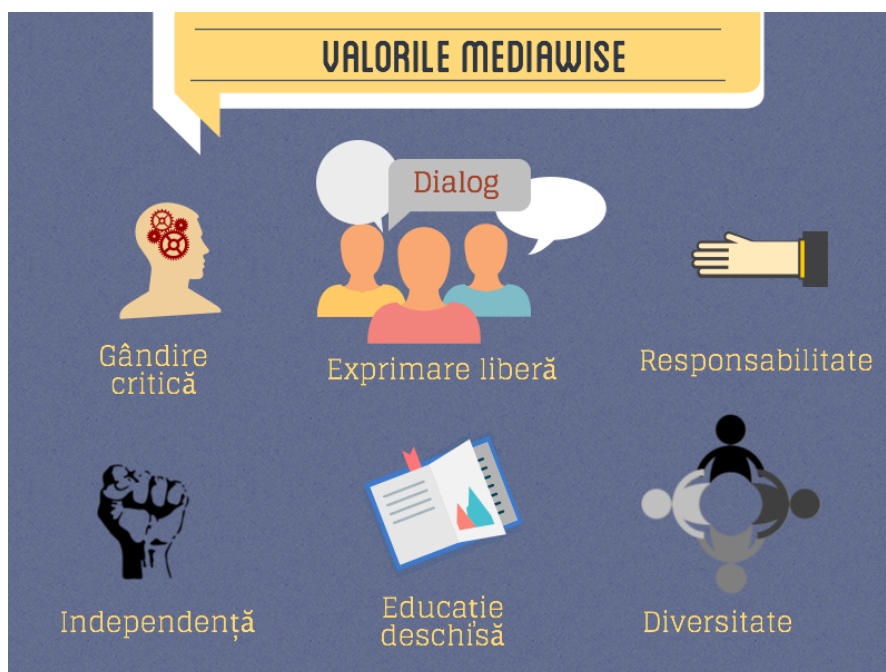 VALORILE MEDIAWISE
Dialog
Gândire
critică
Exprimare liberă
Responsabilitate
Independență
Educație
deschisă
Diversitate